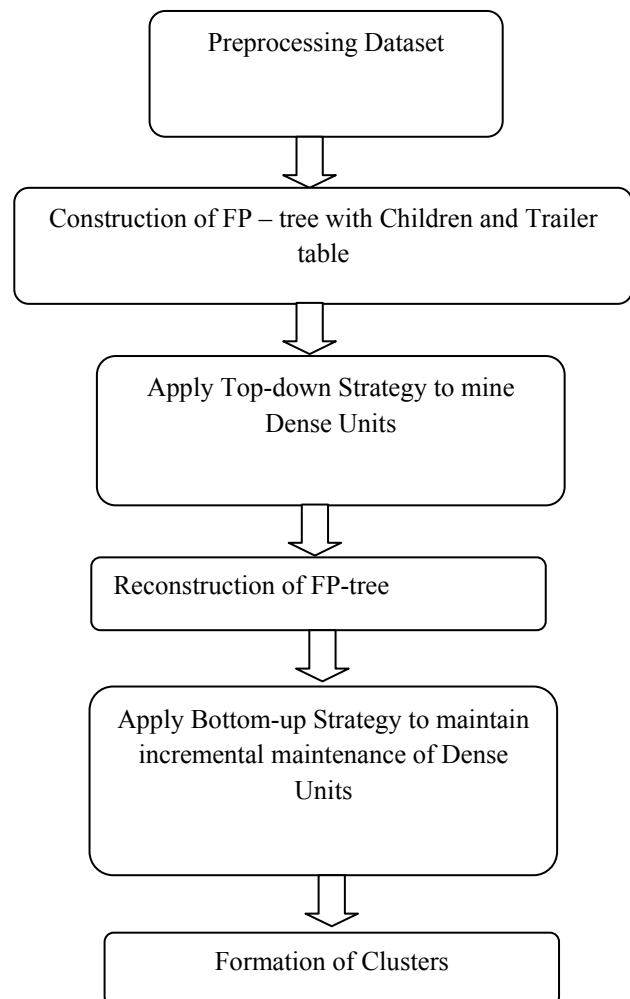 Preprocessing Dataset
Construction of FP – tree with Children and Trailer
table
Apply Top-down Strategy to mine
Dense Units
Reconstruction of FP-tree
Apply Bottom-up Strategy to maintain
incremental maintenance of Dense
Units
Formation of Clusters